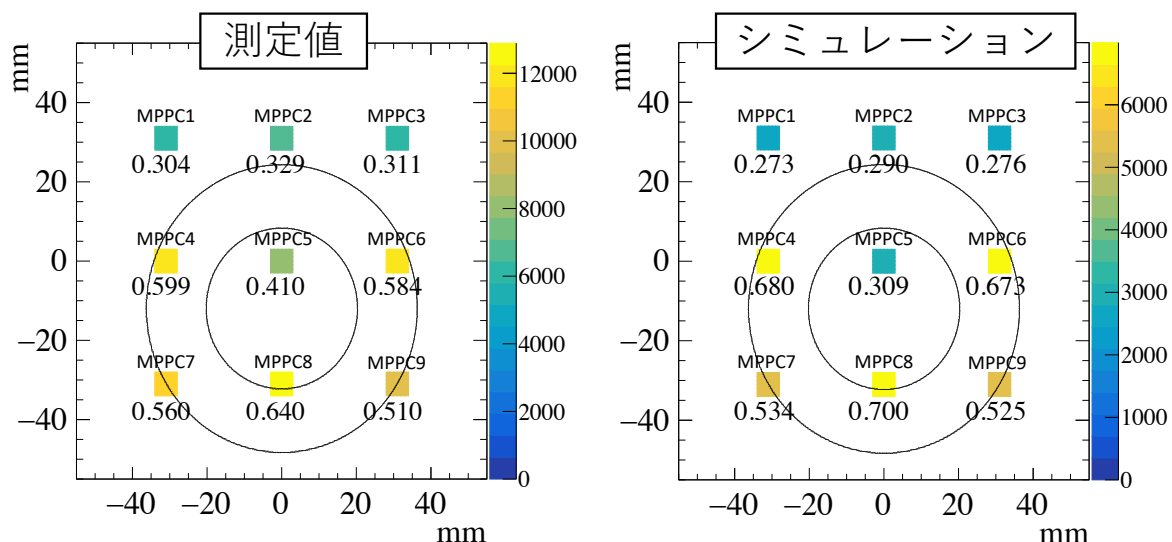 測定値
mm
40
20
0
−20
−40
−40
−20
0
20
40
mm
MPPC1
MPPC2
MPPC3
0.304
0.329
0.311
MPPC4
MPPC5
MPPC6
0.599
0.410
0.584
MPPC7
MPPC8
MPPC9
0.560
0.640
0.510
12000
10000
8000
6000
4000
2000
0
シミュレーション
mm
40
20
0
−20
−40
−40
−20
0
20
40
mm
MPPC1
MPPC2
MPPC3
0.273
0.290
0.276
MPPC4
MPPC5
MPPC6
0.680
0.309
0.673
MPPC7
MPPC8
MPPC9
0.534
0.700
0.525
6000
5000
4000
3000
2000
1000
0